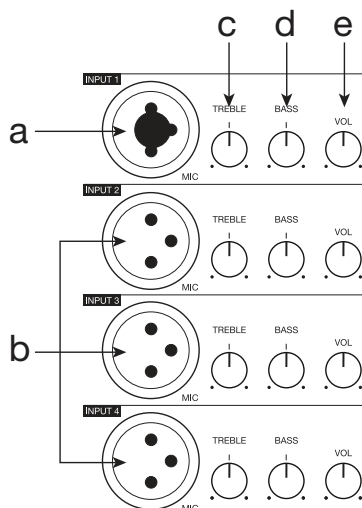 c d e
INPUT 1
TREBLE BASS VOL
a
MIC
INPUT 2
TREBLE BASS VOL
MIC
INPUT 3
TREBLE BASS VOL
b
MIC
INPUT 4
TREBLE BASS VOL
MIC